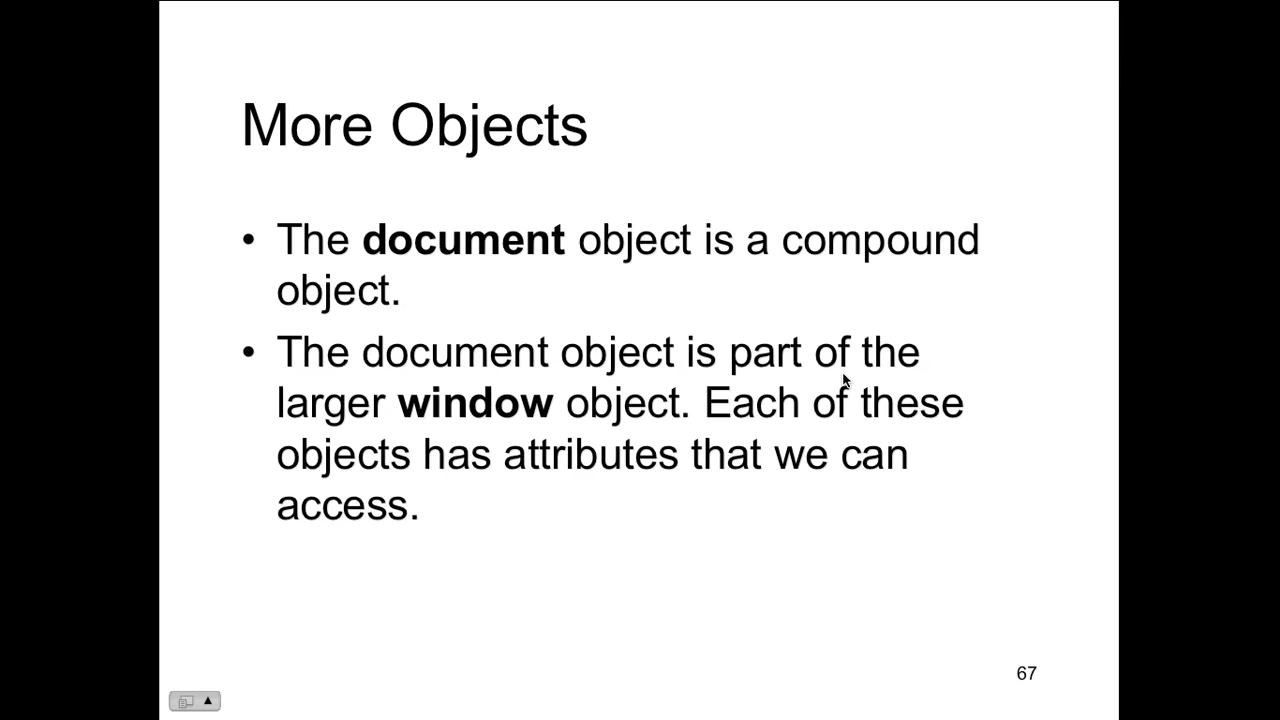 More Objects
• The document object is a compound
object.
• The document object is part of the
larger window object. Each of these
objects has attributes that we can
access.
67